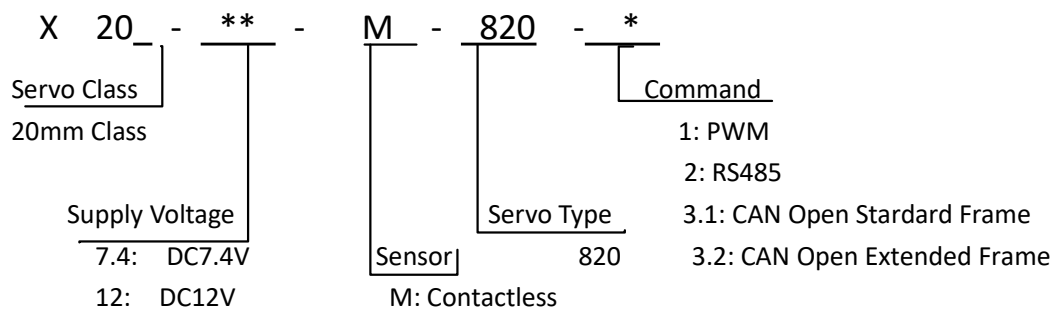 X 20 - ** - M - 820 - *
Servo Class
Command
20mm Class
1: PWM
2: RS485
Supply Voltage
Servo Type
3.1: CAN Open Stardard Frame
7.4: DC7.4V
Sensor
820
3.2: CAN Open Extended Frame
12: DC12V
M: Contactless